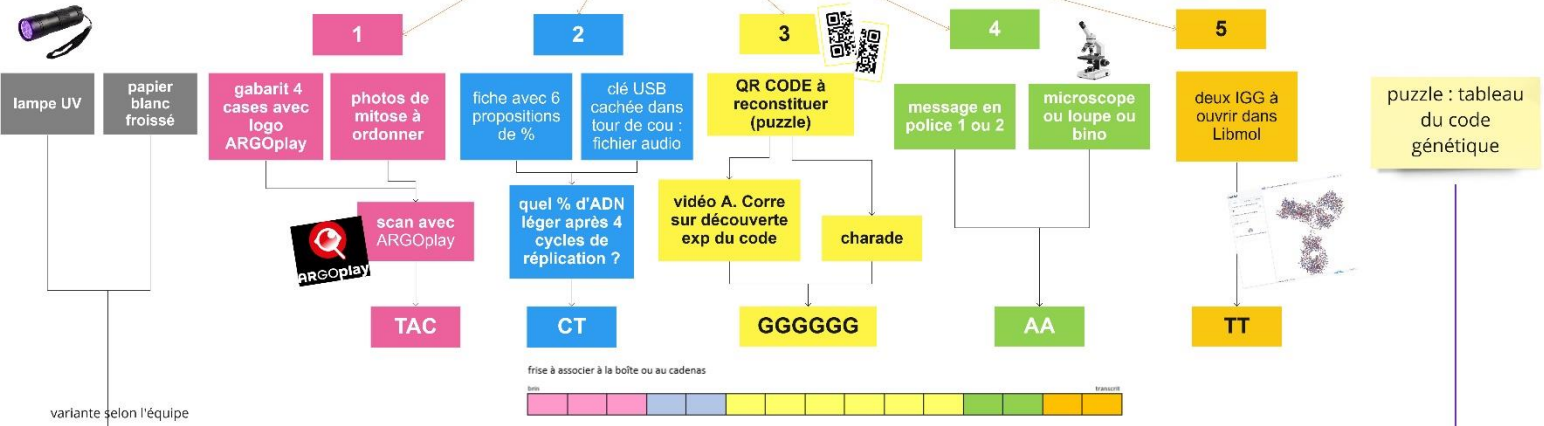 1
2
3
4
5
lampe UV
papier
blanc
froissé
gabarit 4
cases avec
logo
ARGOplay
photos de
mitose à
ordonner
fiche avec 6
propositions
de %
clé USB
cachée dans
tour de cou :
fichier audio
QR CODE à
reconstituer
(puzzle)
message en
police 1 ou 2
microscope
ou loupe ou
bino
deux IGG à
ouvrir dans
Libmol
puzzle : tableau
du code
génétique
ARGOplay
scan avec
ARGOplay
quel % d'ADN
léger après 4
cycles de
réplication ?
vidéo A. Corre
sur découverte
exp du code
charade
TAC
CT
GGGGGG
AA
TT
frise à associer à la boîte ou au cadenas
brin
transcrit
variante selon l'équipe